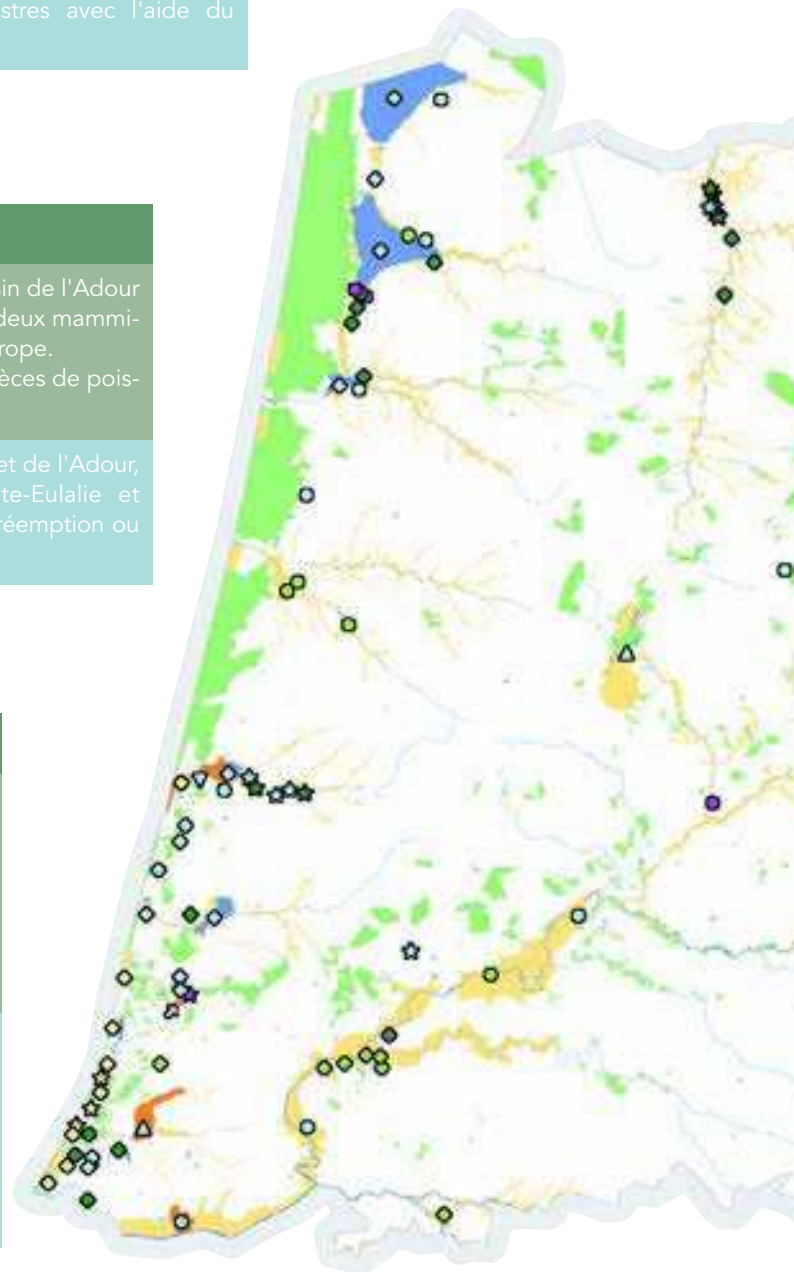 stres avec l'aide du
in de l'Adour
deux mammi-
rope.
èces de pois-
et de l'Adour,
te-Eulalie et
réemption ou